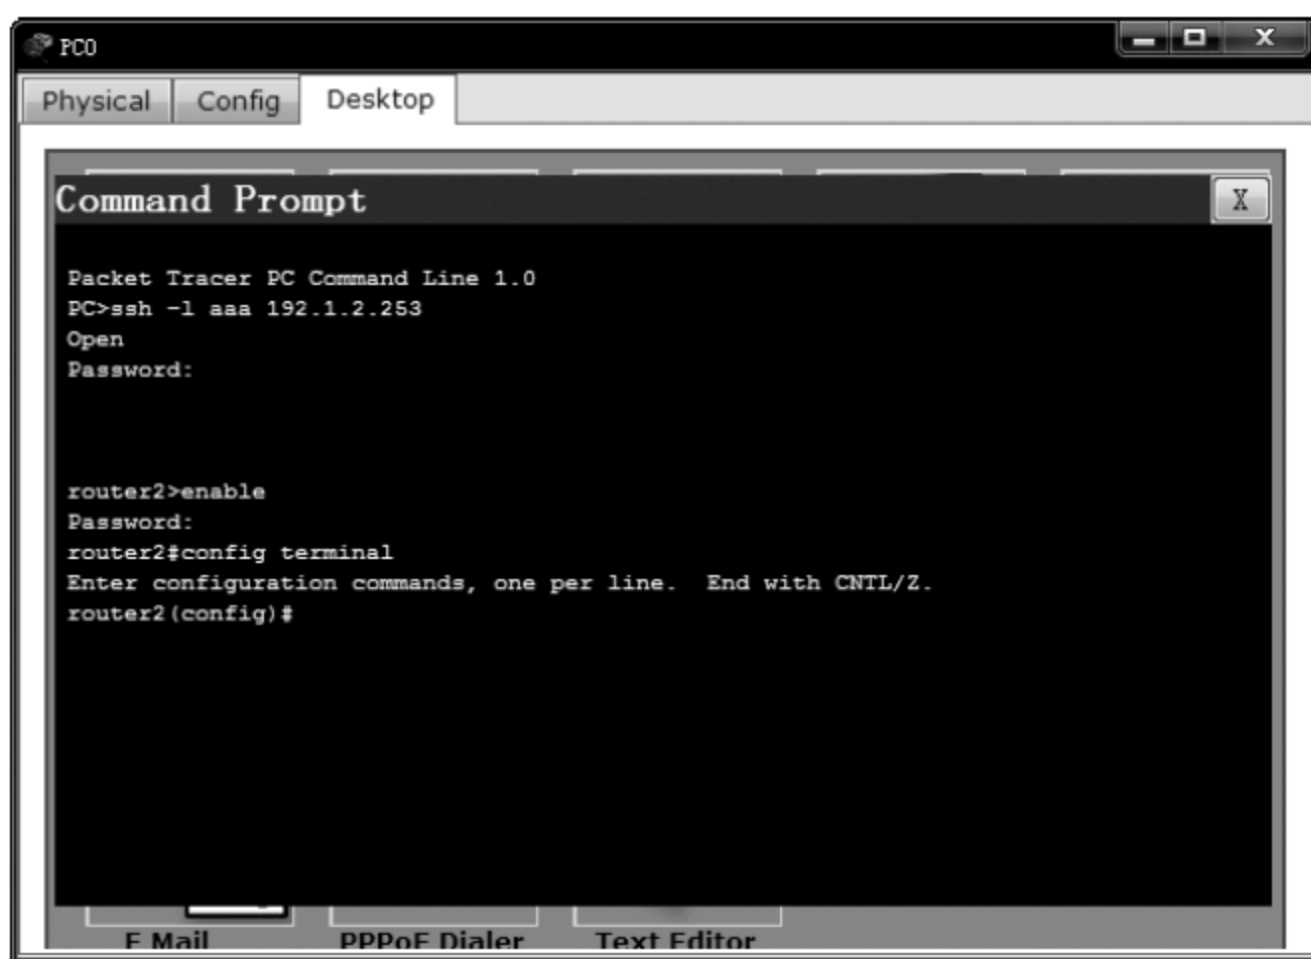 PC0
Physical Config Desktop
Command Prompt
X
Packet Tracer PC Command Line 1.0
PC>ssh -l aaa 192.1.2.253
Open
Password:
router2>enable
Password:
router2#config terminal
Enter configuration commands, one per line.  End with CNTL/Z.
router2(config)#
E Mail PPPoE Dialer Text Editor